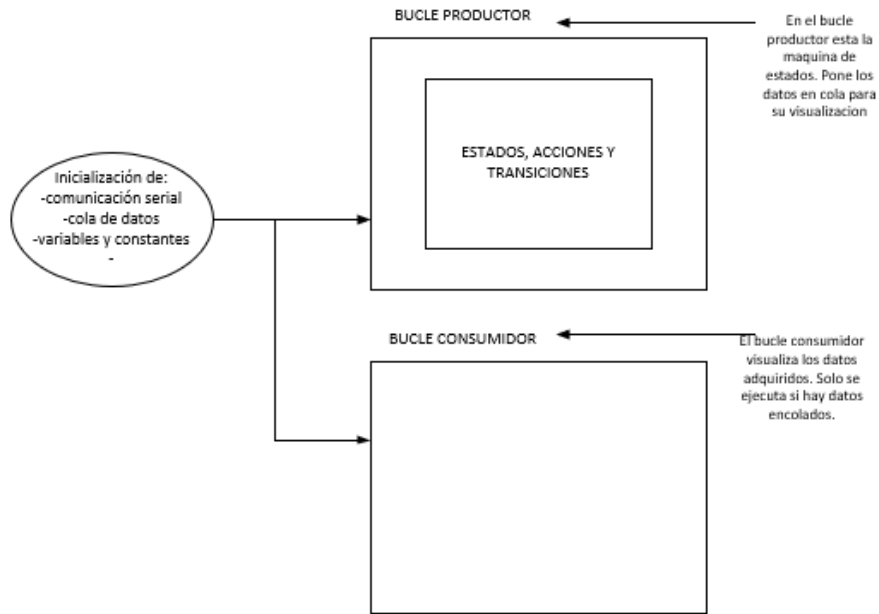 BUCLE PRODUCTOR
En el bucle
productor esta la
maquina de
estados. Pone los
datos en cola para
su visualizacion
ESTADOS, ACCIONES Y
TRANSICIONES
Inicialización de:
-comunicación serial
-cola de datos
-variables y constantes
-
BUCLE CONSUMIDOR
El bucle consumidor
visualiza los datos
adquiridos. Solo se
ejecuta si hay datos
encolados.